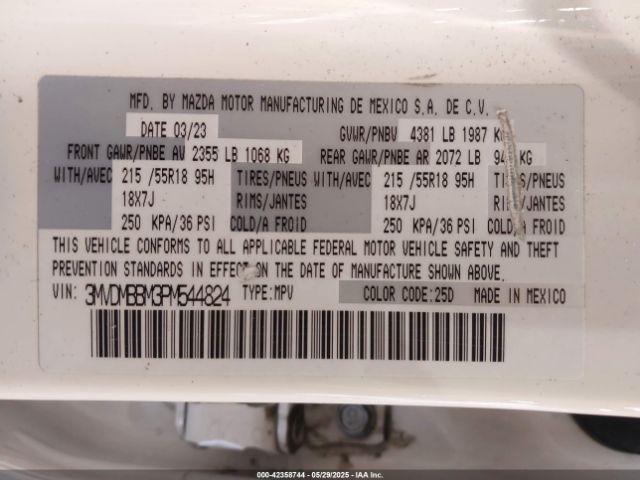 MFD. BY MAZDA MOTOR MANUFACTURING DE MEXICO S.A. DE C.V.
DATE 03/23 GVWR/PNBV 4381 LB 1987 KG
FRONT GAWR/PNBE AV 2355 LB 1068 KG REAR GAWR/PNBE AR 2072 LB KG
WITH/AVEC 215 /55R18 95H TIRES/PNEUS WITH/AVEC 215 /55R18 95H TIRES/PNEUS
18X7J RIMS/JANTES 18X7J RIMS/JANTES
250 KPA/36 PSI COLD/A FROID 250 KPA/36 PSI COLD/A FROID
THIS VEHICLE CONFORMS TO ALL APPLICABLE FEDERAL MOTOR VEHICLE SAFETY AND THEFT
PREVENTION STANDARDS IN EFFECT ON THE DATE OF MANUFACTURE SHOWN ABOVE.
VIN: 3MVDMBBM3PM544824 TYPE:MPV COLOR CODE:25D MADE IN MEXICO
000-42358744 - 05/29/2025 - IAA Inc.